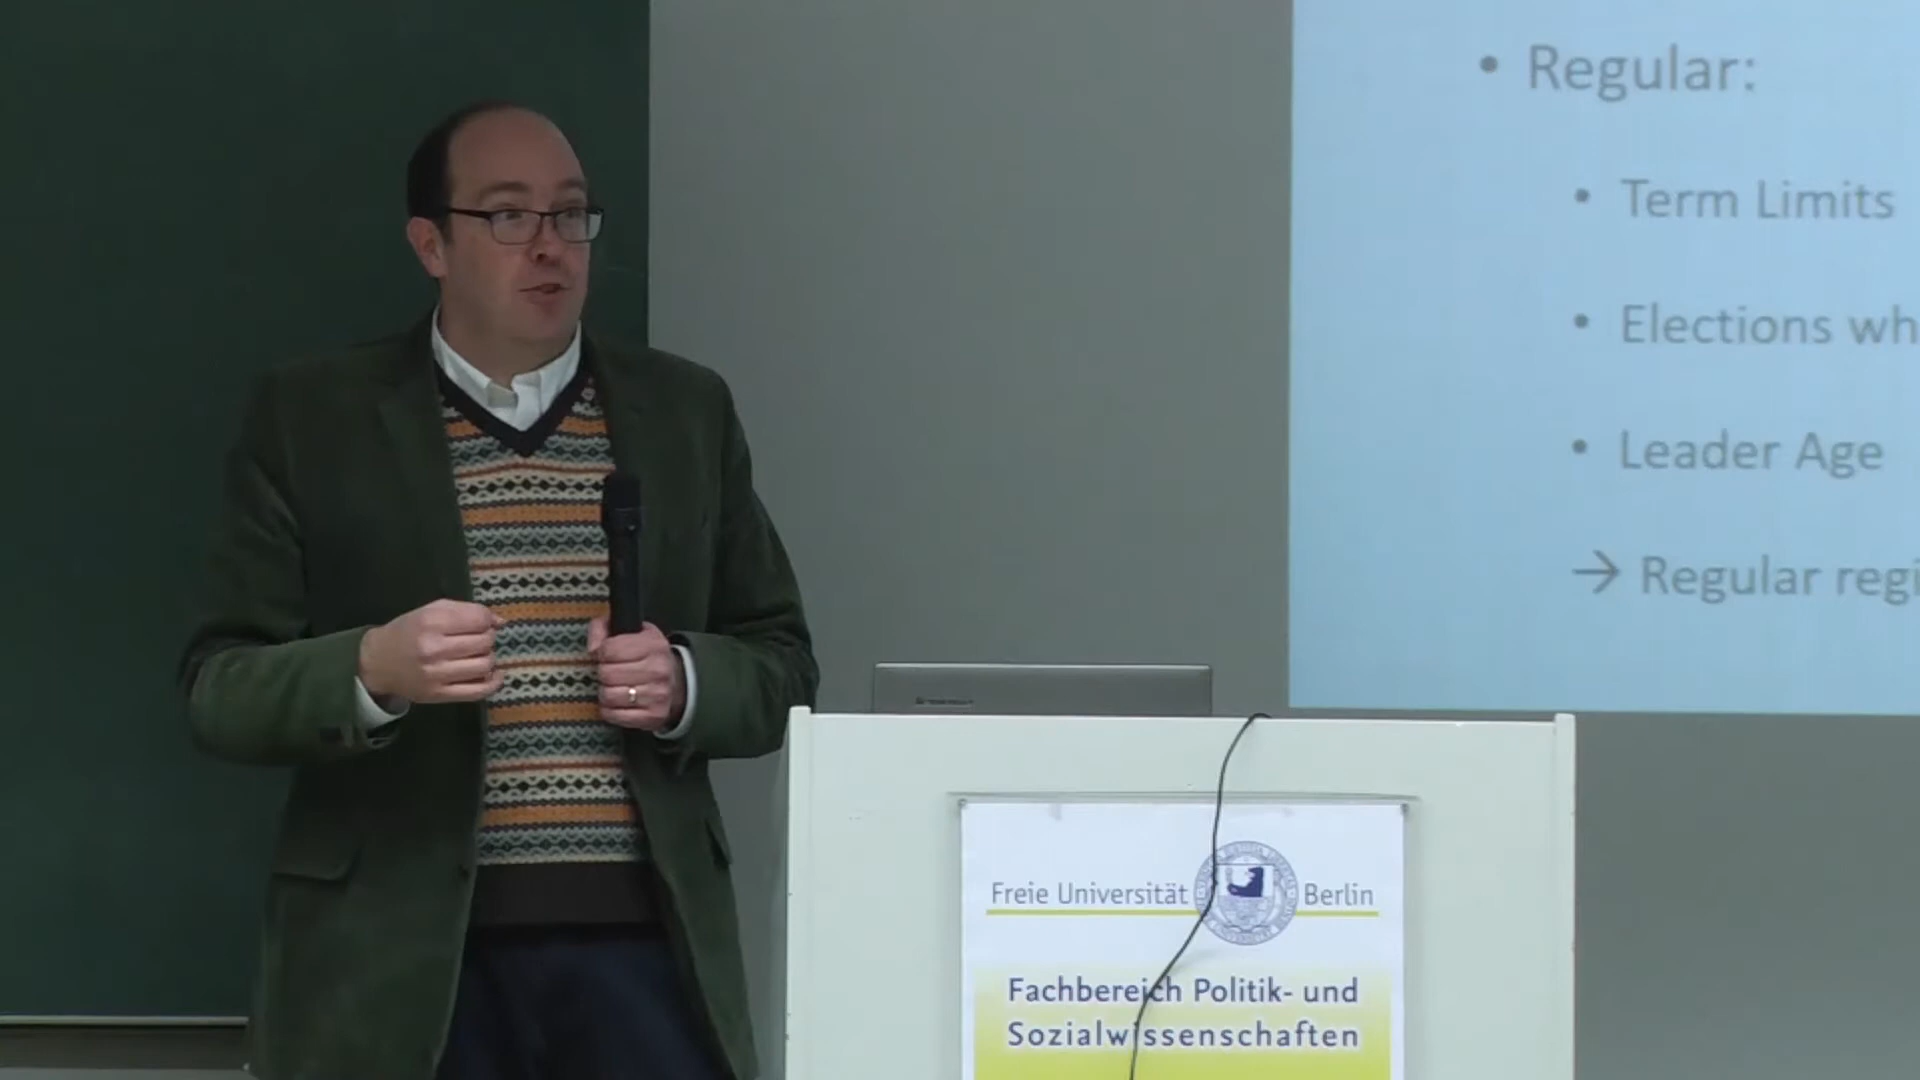 • Regular:
• Term Limits
• Elections wh
• Leader Age
→ Regular regi
Freie Universität Berlin
Fachbereich Politik- und
Sozialwissenschaften